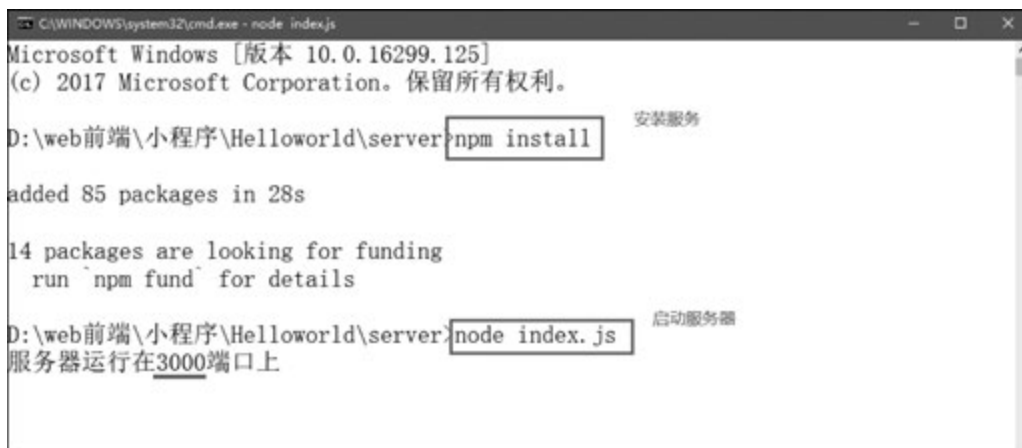 C:\WINDOWS\system32\cmd.exe - node index.js
Microsoft Windows [版本 10.0.16299.125]
(c) 2017 Microsoft Corporation。保留所有权利。
安装服务
D:\web前端\小程序\Helloworld\server>npm install
added 85 packages in 28s
14 packages are looking for funding
run `npm fund` for details
启动服务器
D:\web前端\小程序\Helloworld\server>node index.js
服务器运行在3000端口上